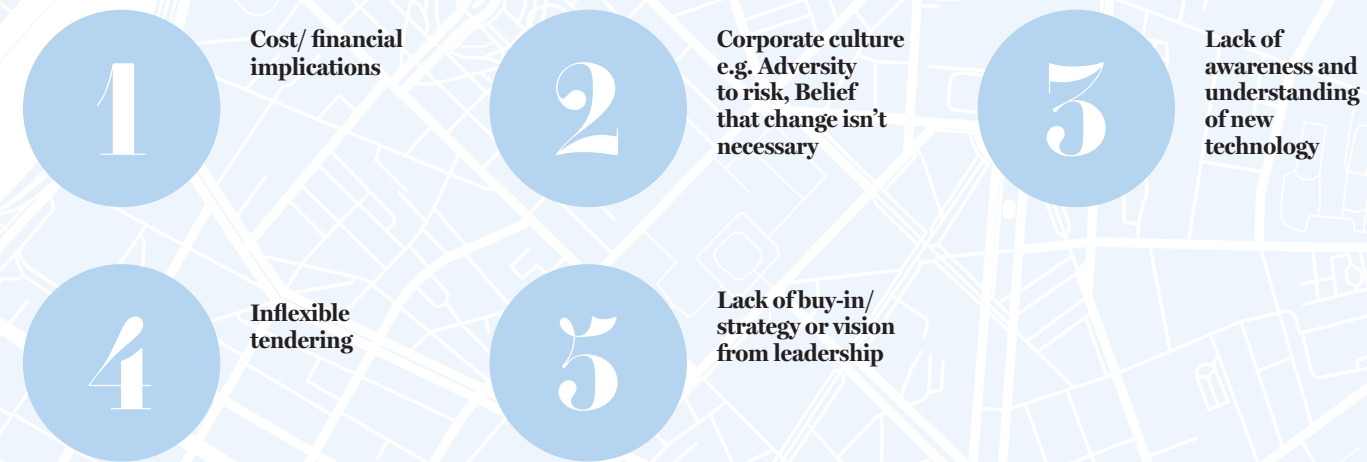 1
Cost/ financial
implications
2
Corporate culture
e.g. Adversity
to risk, Belief
that change isn’t
necessary
3
Lack of
awareness and
understanding
of new
technology
4
Inflexible
tendering
5
Lack of buy-in/
strategy or vision
from leadership